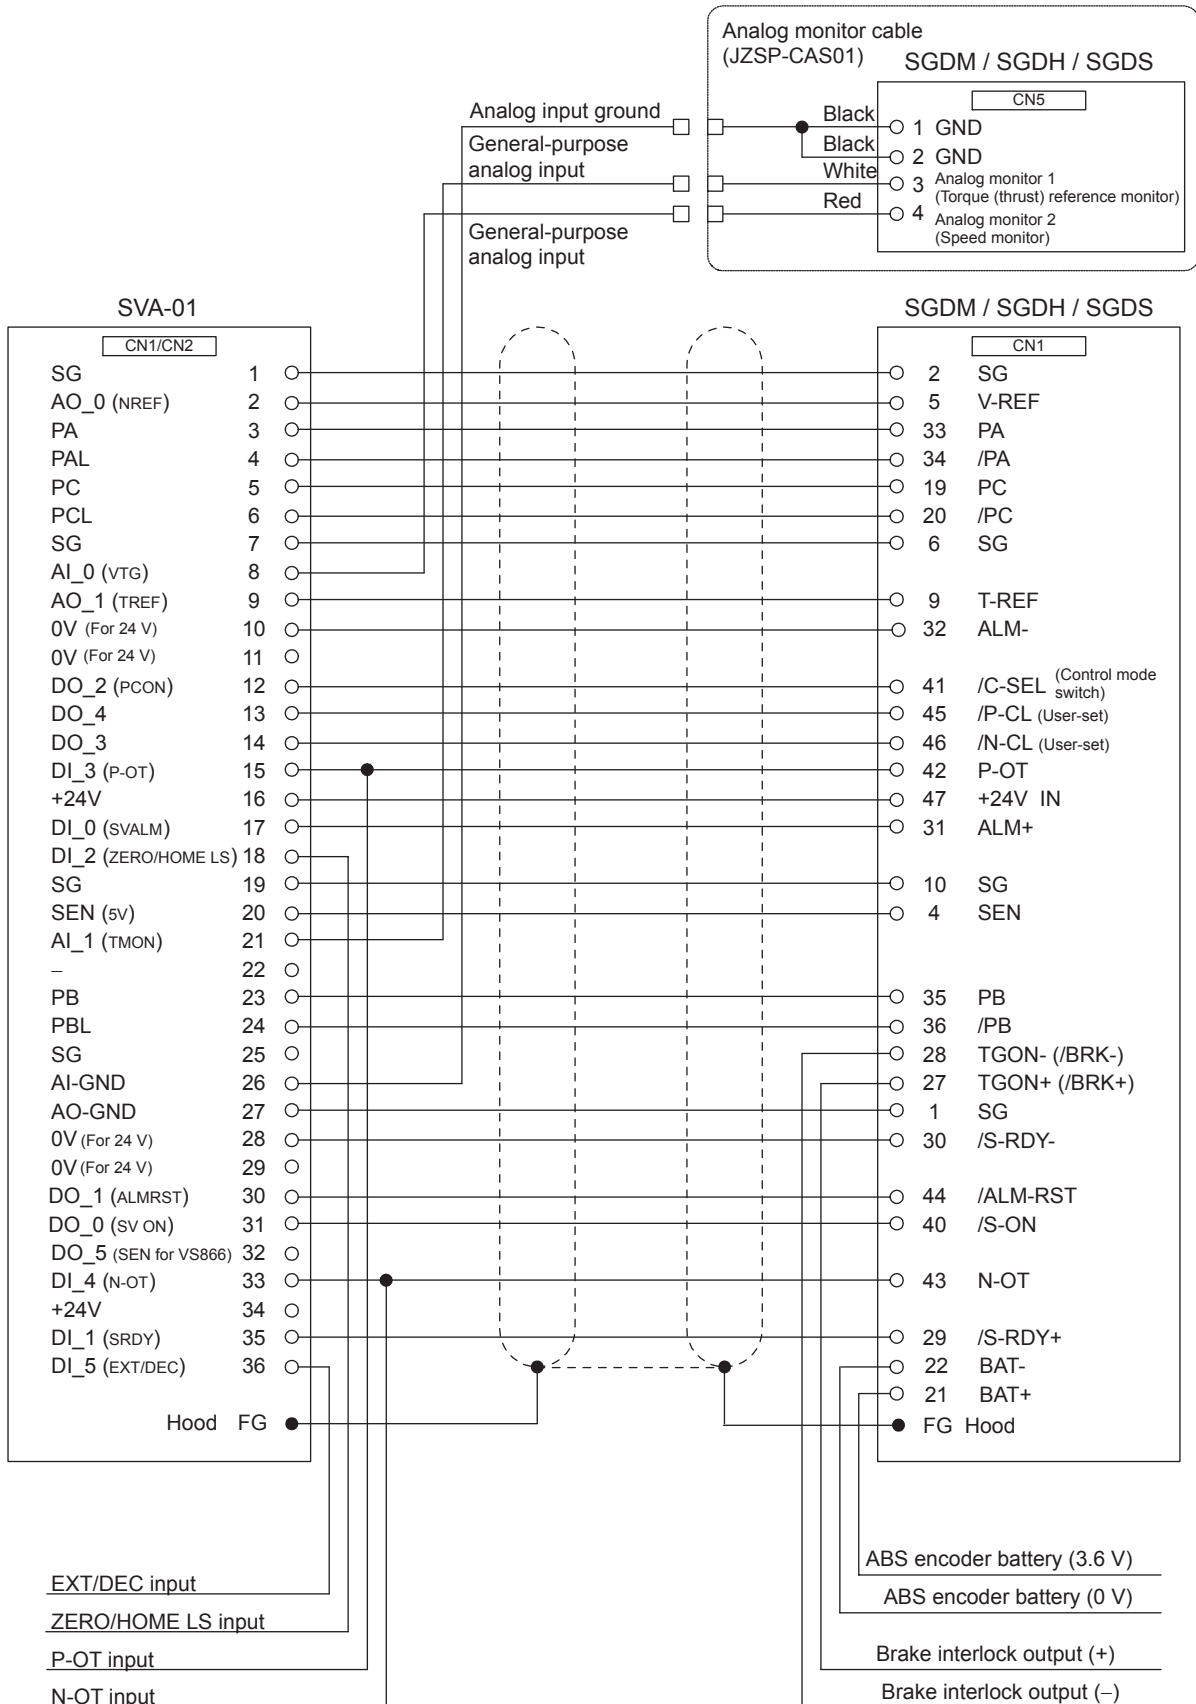 Analog monitor cable
(JZSP-CAS01)
SGDM / SGDH / SGDS
CN5
Analog input ground
Black
1 GND
General-purpose
analog input
Black
2 GND
White
3 Analog monitor 1
(Torque (thrust) reference monitor)
Red
4 Analog monitor 2
(Speed monitor)
General-purpose
analog input
SVA-01
SGDM / SGDH / SGDS
CN1/CN2
CN1
SG 1 2 SG
AO_0 (NREF) 2 5 V-REF
PA 3 33 PA
PAL 4 34 /PA
PC 5 19 PC
PCL 6 20 /PC
SG 7 6 SG
AI_0 (VTG) 8
AO_1 (TREF) 9 9 T-REF
0V (For 24 V) 10 32 ALM-
0V (For 24 V) 11
DO_2 (PCON) 12 41 /C-SEL (Control mode switch)
DO_4 13 45 /P-CL (User-set)
DO_3 14 46 /N-CL (User-set)
DI_3 (P-OT) 15 42 P-OT
+24V 16 47 +24V IN
DI_0 (SVALM) 17 31 ALM+
DI_2 (ZERO/HOME LS) 18
SG 19 10 SG
SEN (5V) 20 4 SEN
AI_1 (TMON) 21
– 22
PB 23 35 PB
PBL 24 36 /PB
SG 25 28 TGON- (/BRK-)
AI-GND 26 27 TGON+ (/BRK+)
AO-GND 27 1 SG
0V (For 24 V) 28 30 /S-RDY-
0V (For 24 V) 29
DO_1 (ALMRST) 30 44 /ALM-RST
DO_0 (SV ON) 31 40 /S-ON
DO_5 (SEN for VS866) 32
DI_4 (N-OT) 33 43 N-OT
+24V 34
DI_1 (SRDY) 35 29 /S-RDY+
DI_5 (EXT/DEC) 36 22 BAT-
21 BAT+
Hood FG FG Hood
ABS encoder battery (3.6 V)
EXT/DEC input
ABS encoder battery (0 V)
ZERO/HOME LS input
P-OT input
Brake interlock output (+)
N-OT input
Brake interlock output (–)